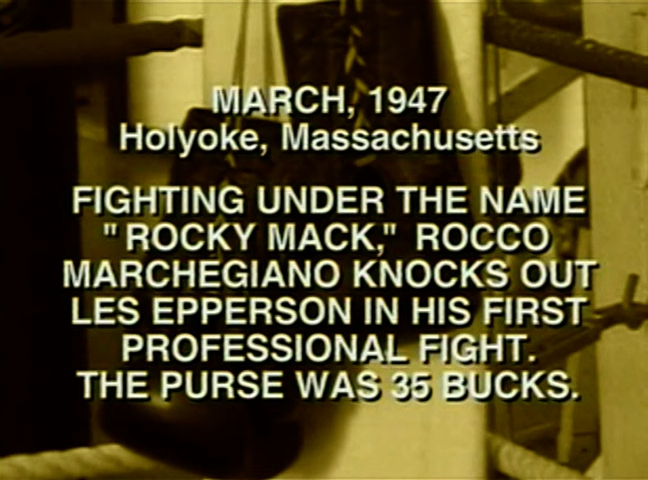 MARCH, 1947
Holyoke, Massachusetts
FIGHTING UNDER THE NAME
"ROCKY MACK," ROCCO
MARCHEGIANO KNOCKS OUT
LES EPPERSON IN HIS FIRST
PROFESSIONAL FIGHT.
THE PURSE WAS 35 BUCKS.